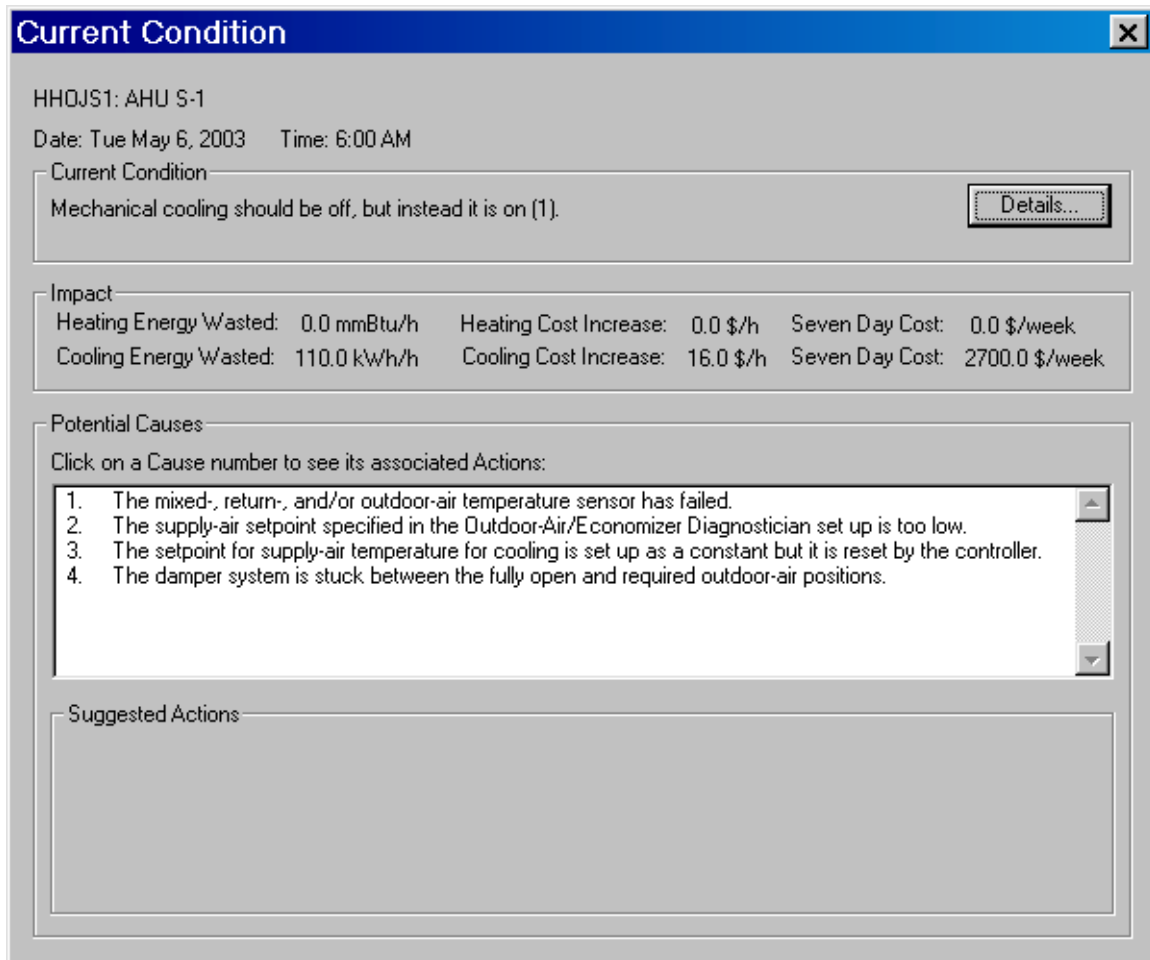 Current Condition
HHOJS1: AHU S-1
Date: Tue May 6, 2003 Time: 6:00 AM
Current Condition
Mechanical cooling should be off, but instead it is on (1).
Details...
Impact
Heating Energy Wasted: 0.0 mmBtu/h Heating Cost Increase: 0.0 $/h Seven Day Cost: 0.0 $/week
Cooling Energy Wasted: 110.0 kWh/h Cooling Cost Increase: 16.0 $/h Seven Day Cost: 2700.0 $/week
Potential Causes
Click on a Cause number to see its associated Actions:
1. The mixed-, return-, and/or outdoor-air temperature sensor has failed.
2. The supply-air setpoint specified in the Outdoor-Air/Economizer Diagnostician set up is too low.
3. The setpoint for supply-air temperature for cooling is set up as a constant but it is reset by the controller.
4. The damper system is stuck between the fully open and required outdoor-air positions.
Suggested Actions